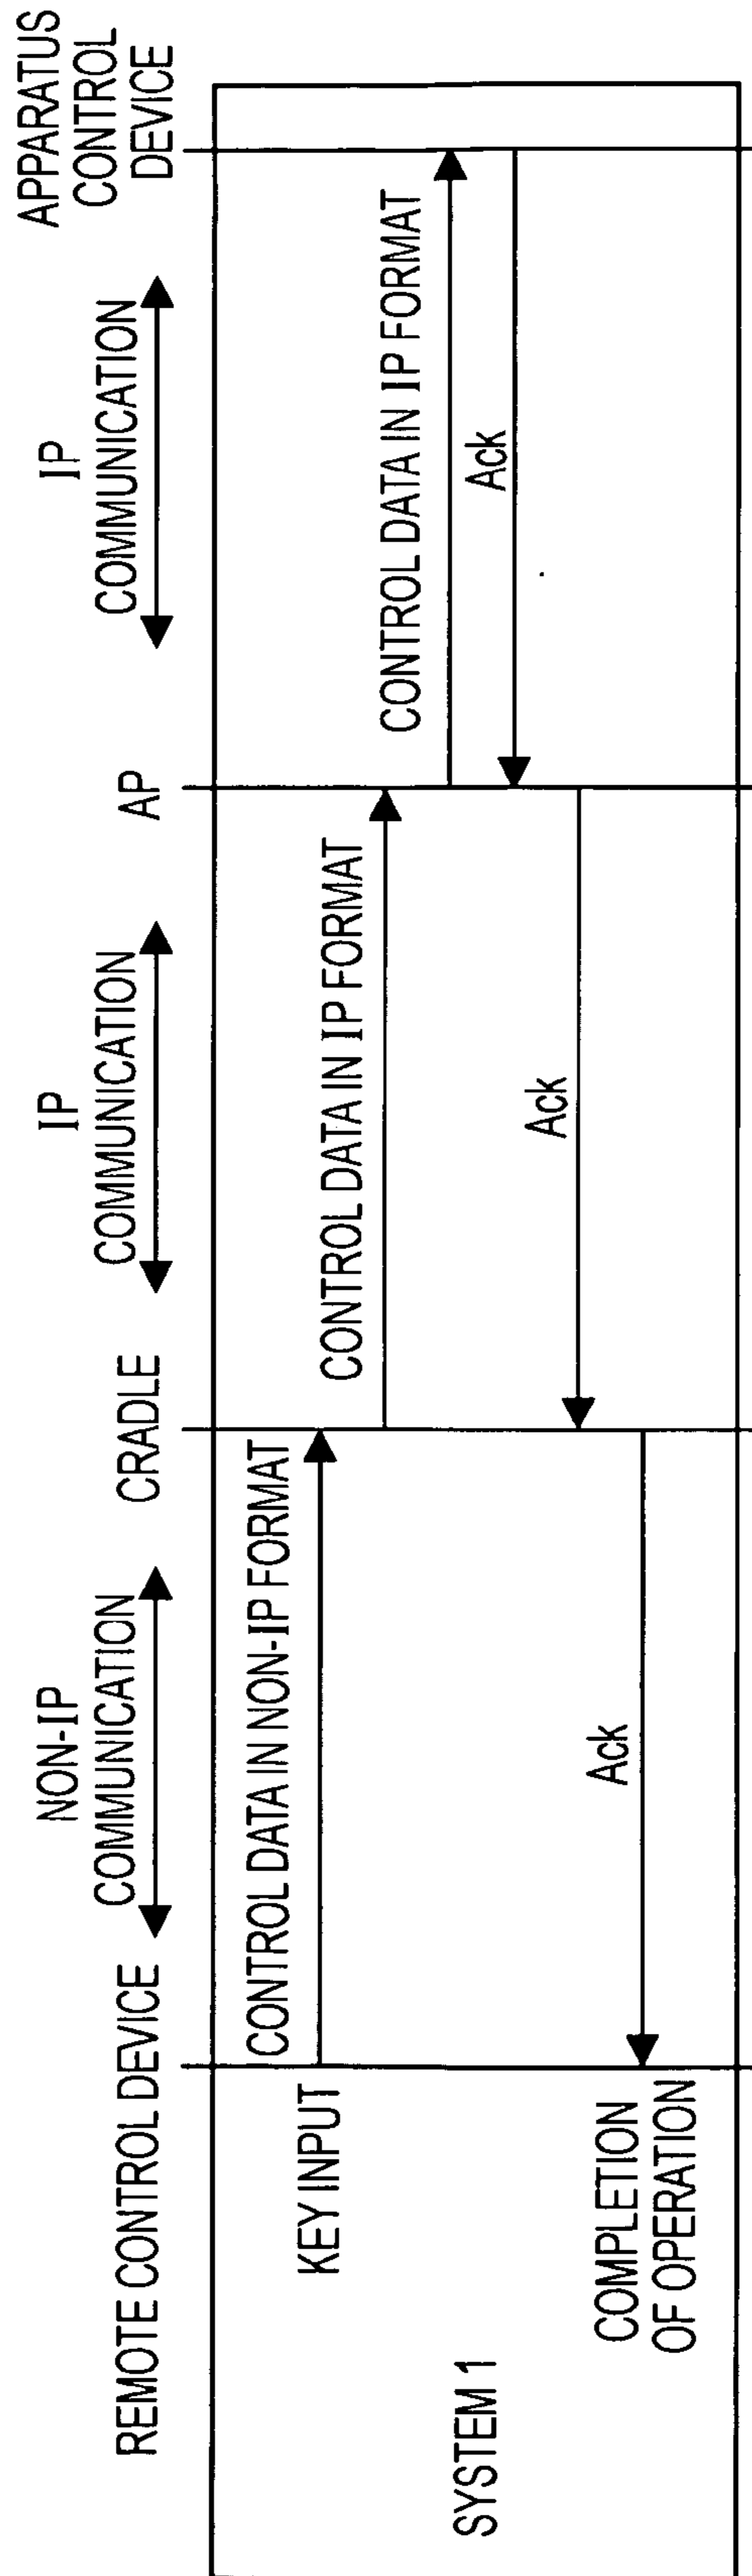 REMOTE CONTROL DEVICE
NON-IP
COMMUNICATION
CRADLE
IP
COMMUNICATION
AP
IP
COMMUNICATION
APPARATUS
CONTROL
DEVICE
SYSTEM 1
KEY INPUT
CONTROL DATA IN NON-IP FORMAT
CONTROL DATA IN IP FORMAT
CONTROL DATA IN IP FORMAT
Ack
Ack
Ack
COMPLETION
OF OPERATION